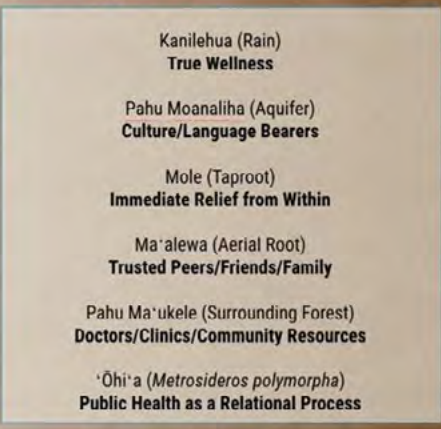 Kanilehua (Rain)
True Wellness
Pahu Moanaliha (Aquifer)
Culture/Language Bearers
Mole (Taproot)
Immediate Relief from Within
Maʻalewa (Aerial Root)
Trusted Peers/Friends/Family
Pahu Maʻukele (Surrounding Forest)
Doctors/Clinics/Community Resources
ʻŌhiʻa (Metrosideros polymorpha)
Public Health as a Relational Process